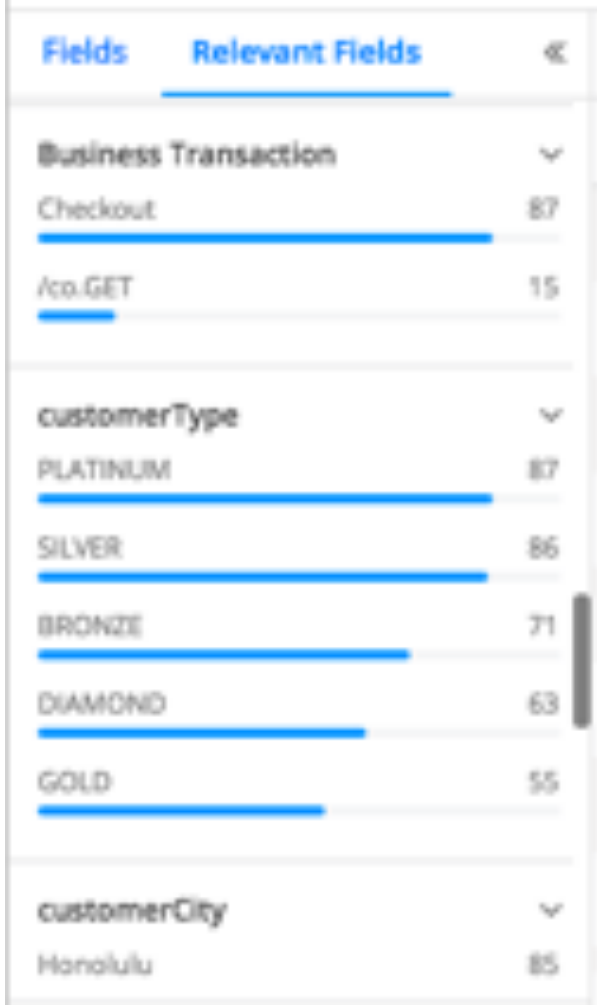 Fields Relevant Fields «
Business Transaction
Checkout 87
/co.GET 15
customerType
PLATINUM 87
SILVER 86
BRONZE 71
DIAMOND 63
GOLD 55
customerCity
Honolulu 85